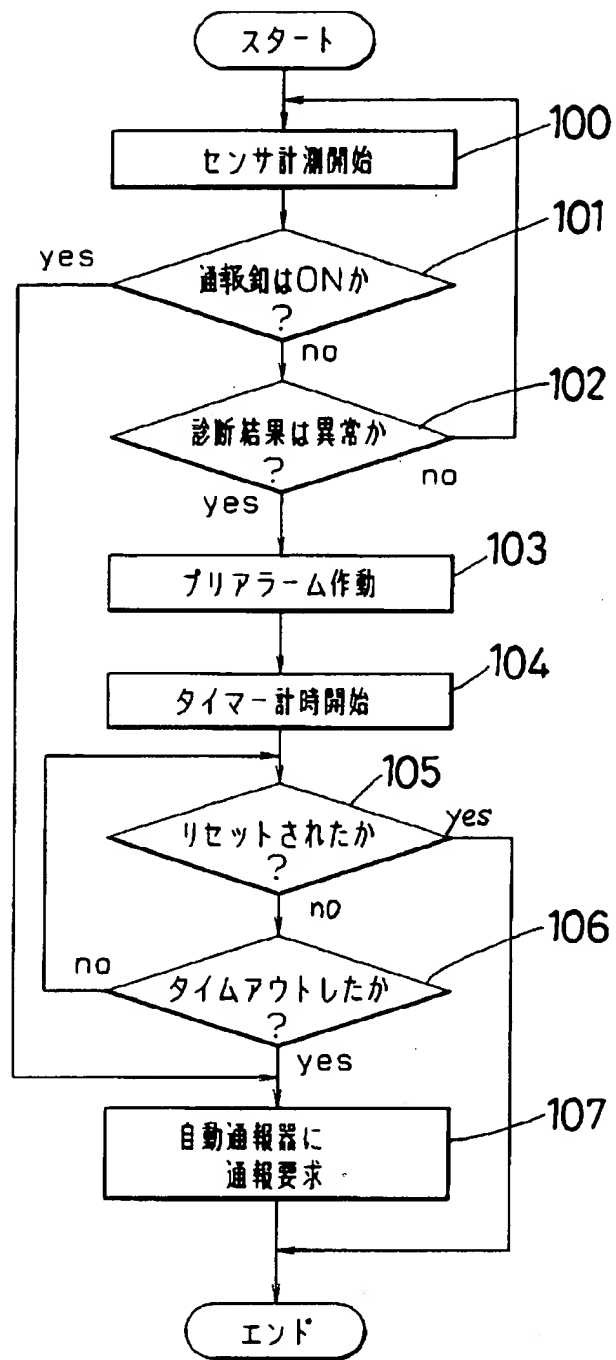 スタート
100
センサ計測開始
101
yes
通報釦はONか
?
no
102
診断結果は異常か
?
no
yes
103
プリアラーム作動
104
タイマー計時開始
105
リセットされたか
?
yes
no
106
no
タイムアウトしたか
?
yes
107
自動通報器に
通報要求
エンド